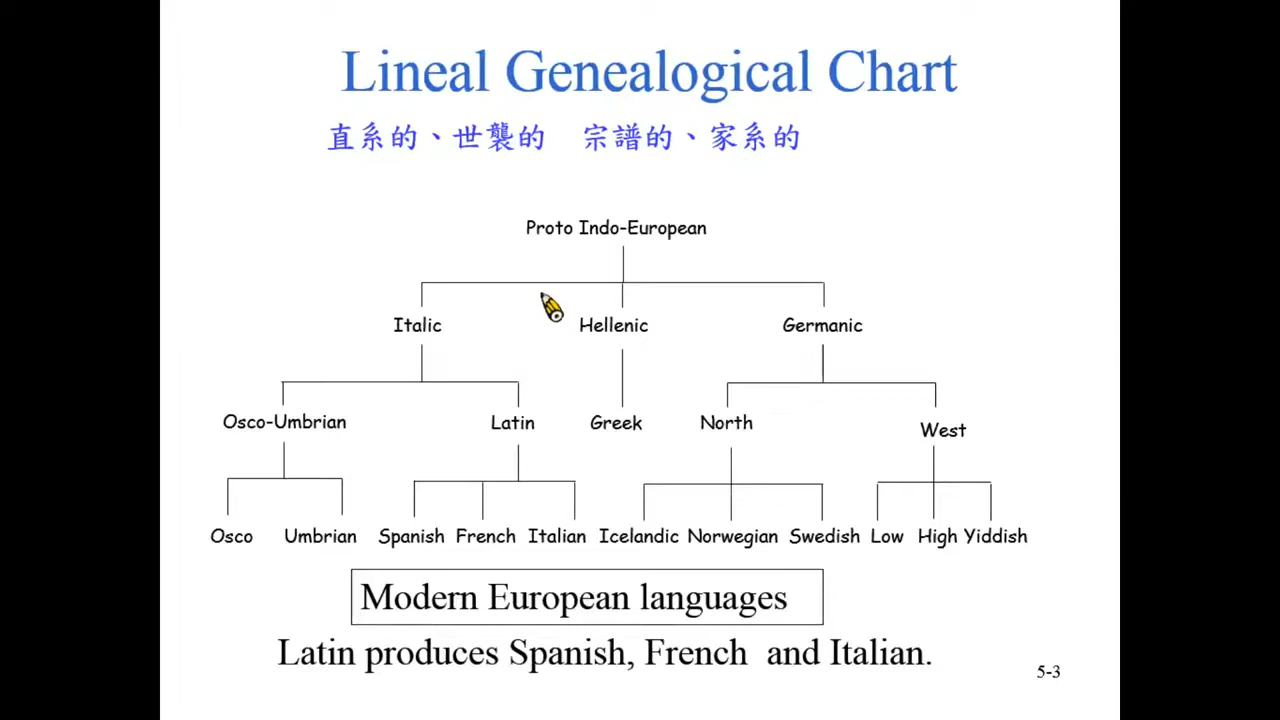 Lineal Genealogical Chart
直系的、世襲的 宗譜的、家系的
Proto Indo-European
Italic Hellenic Germanic
Osco-Umbrian Latin Greek North West
Osco Umbrian Spanish French Italian Icelandic Norwegian Swedish Low High Yiddish
Modern European languages
Latin produces Spanish, French and Italian.
5-3